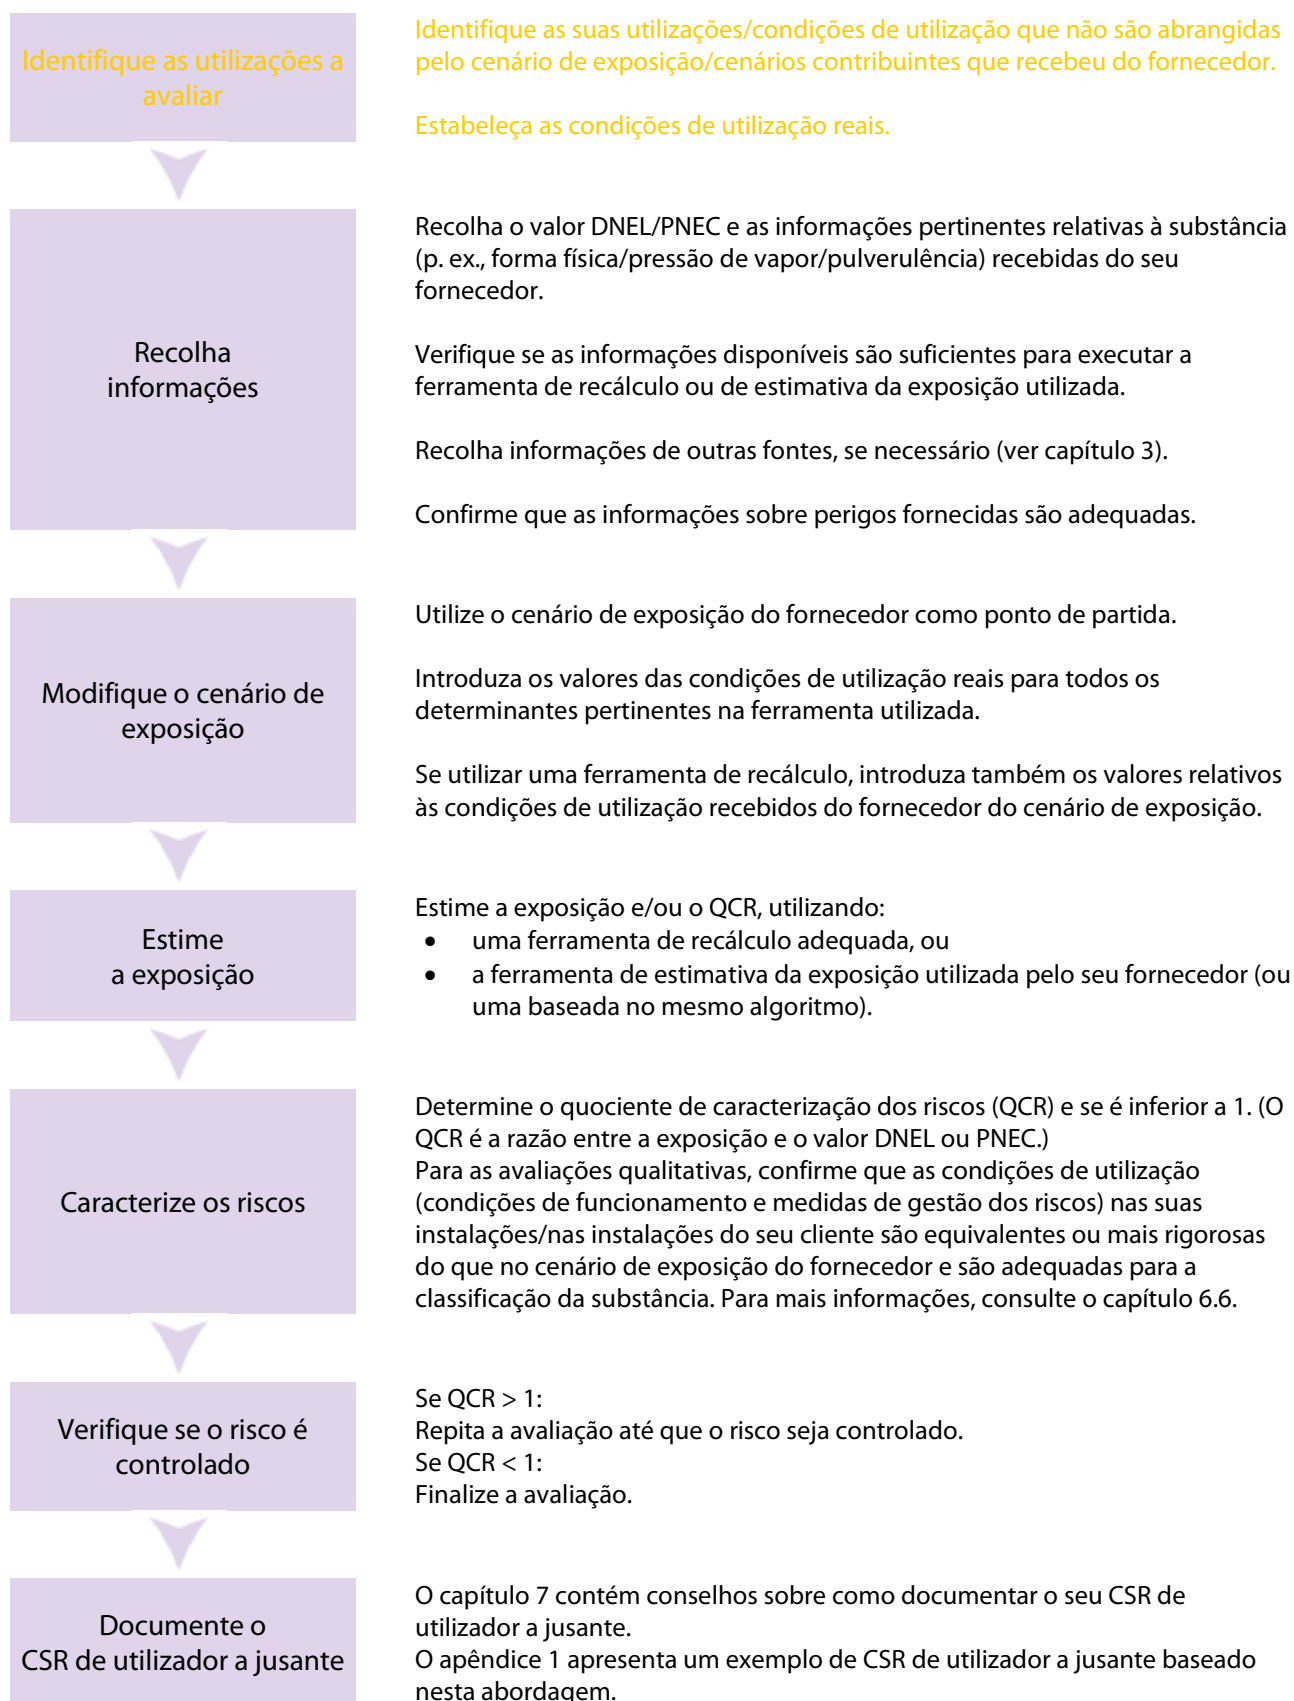 Identifique as utilizações a
avaliar
Identifique as suas utilizações/condições de utilização que não são abrangidas
pelo cenário de exposição/cenários contribuintes que recebeu do fornecedor.
Estabeleça as condições de utilização reais.
Recolha
informações
Recolha o valor DNEL/PNEC e as informações pertinentes relativas à substância
(p. ex., forma física/pressão de vapor/pulverulência) recebidas do seu
fornecedor.
Verifique se as informações disponíveis são suficientes para executar a
ferramenta de recálculo ou de estimativa da exposição utilizada.
Recolha informações de outras fontes, se necessário (ver capítulo 3).
Confirme que as informações sobre perigos fornecidas são adequadas.
Modifique o cenário de
exposição
Utilize o cenário de exposição do fornecedor como ponto de partida.
Introduza os valores das condições de utilização reais para todos os
determinantes pertinentes na ferramenta utilizada.
Se utilizar uma ferramenta de recálculo, introduza também os valores relativos
às condições de utilização recebidos do fornecedor do cenário de exposição.
Estime
a exposição
Estime a exposição e/ou o QCR, utilizando:
• uma ferramenta de recálculo adequada, ou
• a ferramenta de estimativa da exposição utilizada pelo seu fornecedor (ou
uma baseada no mesmo algoritmo).
Caracterize os riscos
Determine o quociente de caracterização dos riscos (QCR) e se é inferior a 1. (O
QCR é a razão entre a exposição e o valor DNEL ou PNEC.)
Para as avaliações qualitativas, confirme que as condições de utilização
(condições de funcionamento e medidas de gestão dos riscos) nas suas
instalações/nas instalações do seu cliente são equivalentes ou mais rigorosas
do que no cenário de exposição do fornecedor e são adequadas para a
classificação da substância. Para mais informações, consulte o capítulo 6.6.
Verifique se o risco é
controlado
Se QCR > 1:
Repita a avaliação até que o risco seja controlado.
Se QCR < 1:
Finalize a avaliação.
Documente o
CSR de utilizador a jusante
O capítulo 7 contém conselhos sobre como documentar o seu CSR de
utilizador a jusante.
O apêndice 1 apresenta um exemplo de CSR de utilizador a jusante baseado
nesta abordagem.